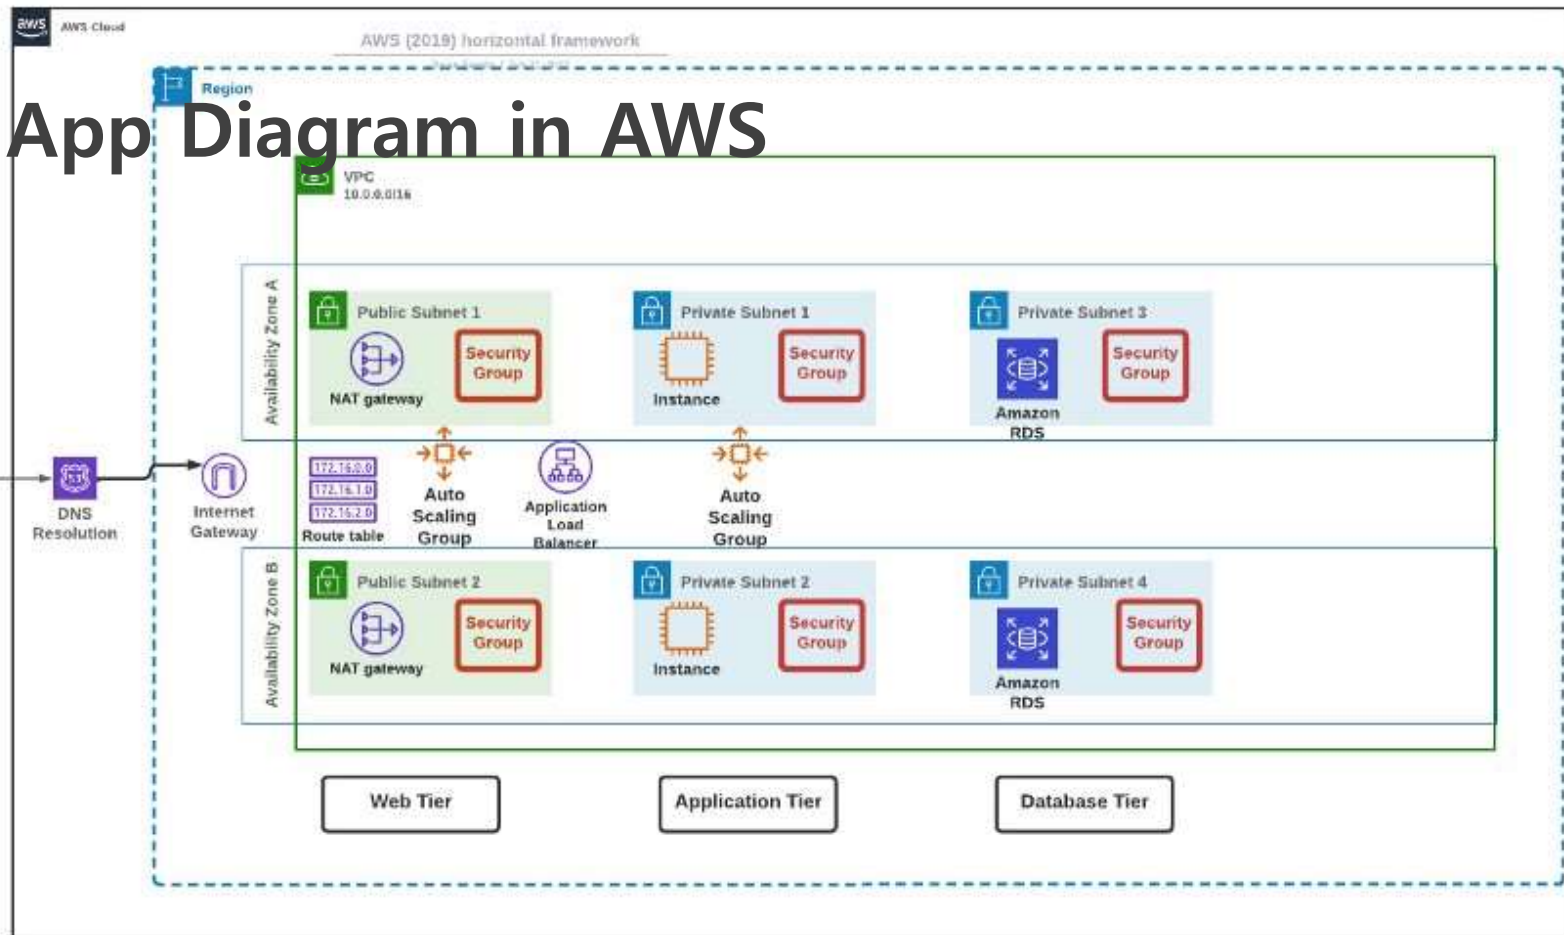 aws
AWS Cloud
AWS (2019) horizontal framework
Region
App Diagram in AWS
VPC
10.0.0.0/16
Availability Zone A
Public Subnet 1
NAT gateway
Security
Group
Private Subnet 1
Instance
Security
Group
Private Subnet 3
Amazon
RDS
Security
Group
53
DNS
Resolution
Internet
Gateway
172.16.0.0
172.16.1.0
172.16.2.0
Route table
Auto
Scaling
Group
Application
Load
Balancer
Auto
Scaling
Group
Availability Zone B
Public Subnet 2
NAT gateway
Security
Group
Private Subnet 2
Instance
Security
Group
Private Subnet 4
Amazon
RDS
Security
Group
Web Tier
Application Tier
Database Tier